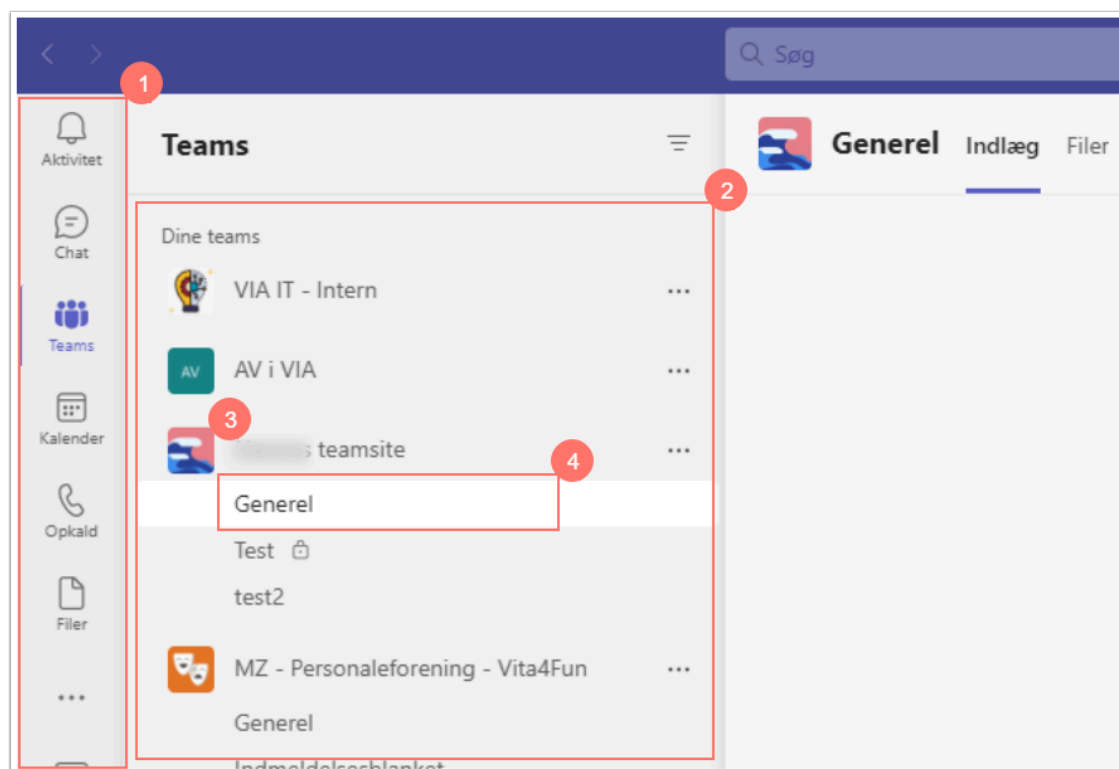 Søg
1
Aktivitet
Chat
Teams
Kalender
Opkald
Filer
Teams
2
Dine teams
VIA IT - Intern
AV
AV i VIA
3
teamsite
4
Generel
Test
test2
MZ - Personaleforening - Vita4Fun
Generel
Indmeldelsesblanket
Generel Indlæg Filer